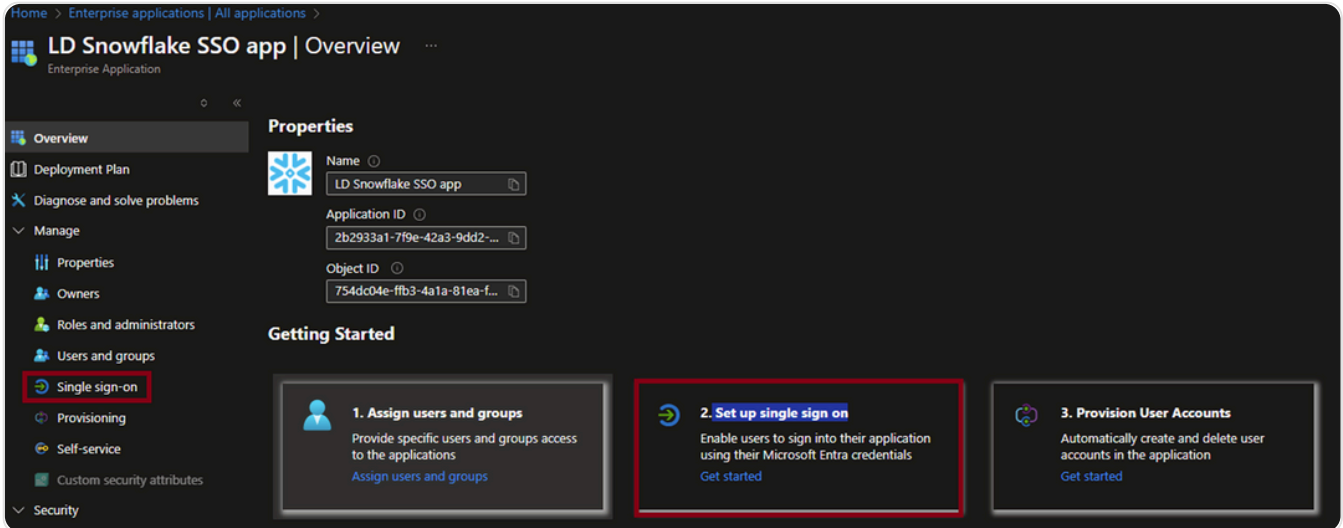 Home > Enterprise applications | All applications >
LD Snowflake SSO app | Overview ...
Enterprise Application
Overview
Deployment Plan
Diagnose and solve problems
Manage
Properties
Owners
Roles and administrators
Users and groups
Single sign-on
Provisioning
Self-service
Custom security attributes
Security
Properties
Name
LD Snowflake SSO app
Application ID
2b2933a1-7f9e-42a3-9dd2-...
Object ID
754dc04e-ffb3-4a1a-81ea-f...
Getting Started
1. Assign users and groups
Provide specific users and groups access
to the applications
Assign users and groups
2. Set up single sign on
Enable users to sign into their application
using their Microsoft Entra credentials
Get started
3. Provision User Accounts
Automatically create and delete user
accounts in the application
Get started